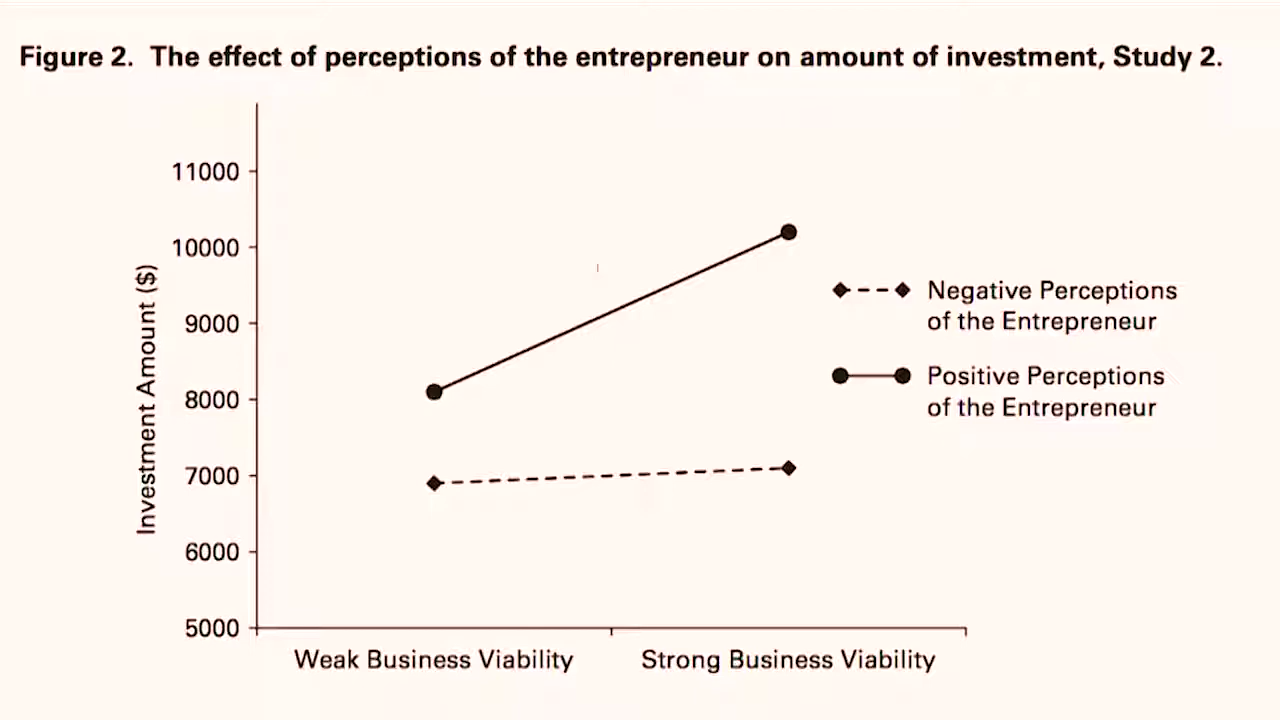 Figure 2. The effect of perceptions of the entrepreneur on amount of investment, Study 2.
11000
10000
9000
8000
7000
6000
5000
Investment Amount ($)
Weak Business Viability
Strong Business Viability
Negative Perceptions
of the Entrepreneur
Positive Perceptions
of the Entrepreneur